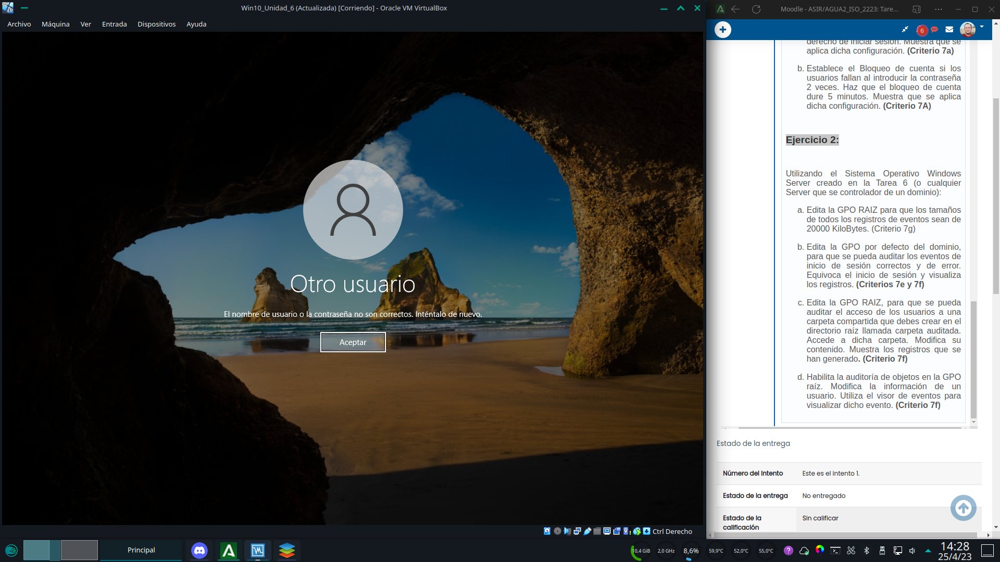 Win10_Unidad_6 (Actualizada) [Corriendo] - Oracle VM VirtualBox
Archivo Máquina Ver Entrada Dispositivos Ayuda
Otro usuario
El nombre de usuario o la contraseña no son correctos. Inténtalo de nuevo.
Aceptar
Ctrl Derecho
Moodle - ASIR/AGUA2_ISO_2223: Tare...
6
derecho de iniciar sesión. Muestra que se
aplica dicha configuración. (Criterio 7a)
b. Establece el Bloqueo de cuenta si los
usuarios fallan al introducir la contraseña
2 veces. Haz que el bloqueo de cuenta
dure 5 minutos. Muestra que se aplica
dicha configuración. (Criterio 7A)
Ejercicio 2:
Utilizando el Sistema Operativo Windows
Server creado en la Tarea 6 (o cualquier
Server que se controlador de un dominio):
a. Edita la GPO RAIZ para que los tamaños
de todos los registros de eventos sean de
20000 KiloBytes. (Criterio 7g)
b. Edita la GPO por defecto del dominio,
para que se pueda auditar los eventos de
inicio de sesión correctos y de error.
Equivoca el inicio de sesión y visualiza
los registros. (Criterios 7e y 7f)
c. Edita la GPO RAIZ, para que se pueda
auditar el acceso de los usuarios a una
carpeta compartida que debes crear en el
directorio raíz llamada carpeta auditada.
Accede a dicha carpeta. Modifica su
contenido. Muestra los registros que se
han generado. (Criterio 7f)
d. Habilita la auditoría de objetos en la GPO
raíz. Modifica la información de un
usuario. Utiliza el visor de eventos para
visualizar dicho evento. (Criterio 7f)
Estado de la entrega
Número del intento Este es el intento 1.
Estado de la entrega No entregado
Estado de la Sin calificar
calificación
Principal
10,4 GiB 2,0 GHz 8,6% 59,9°C 52,0°C 55,0°C
14:28
25/4/23